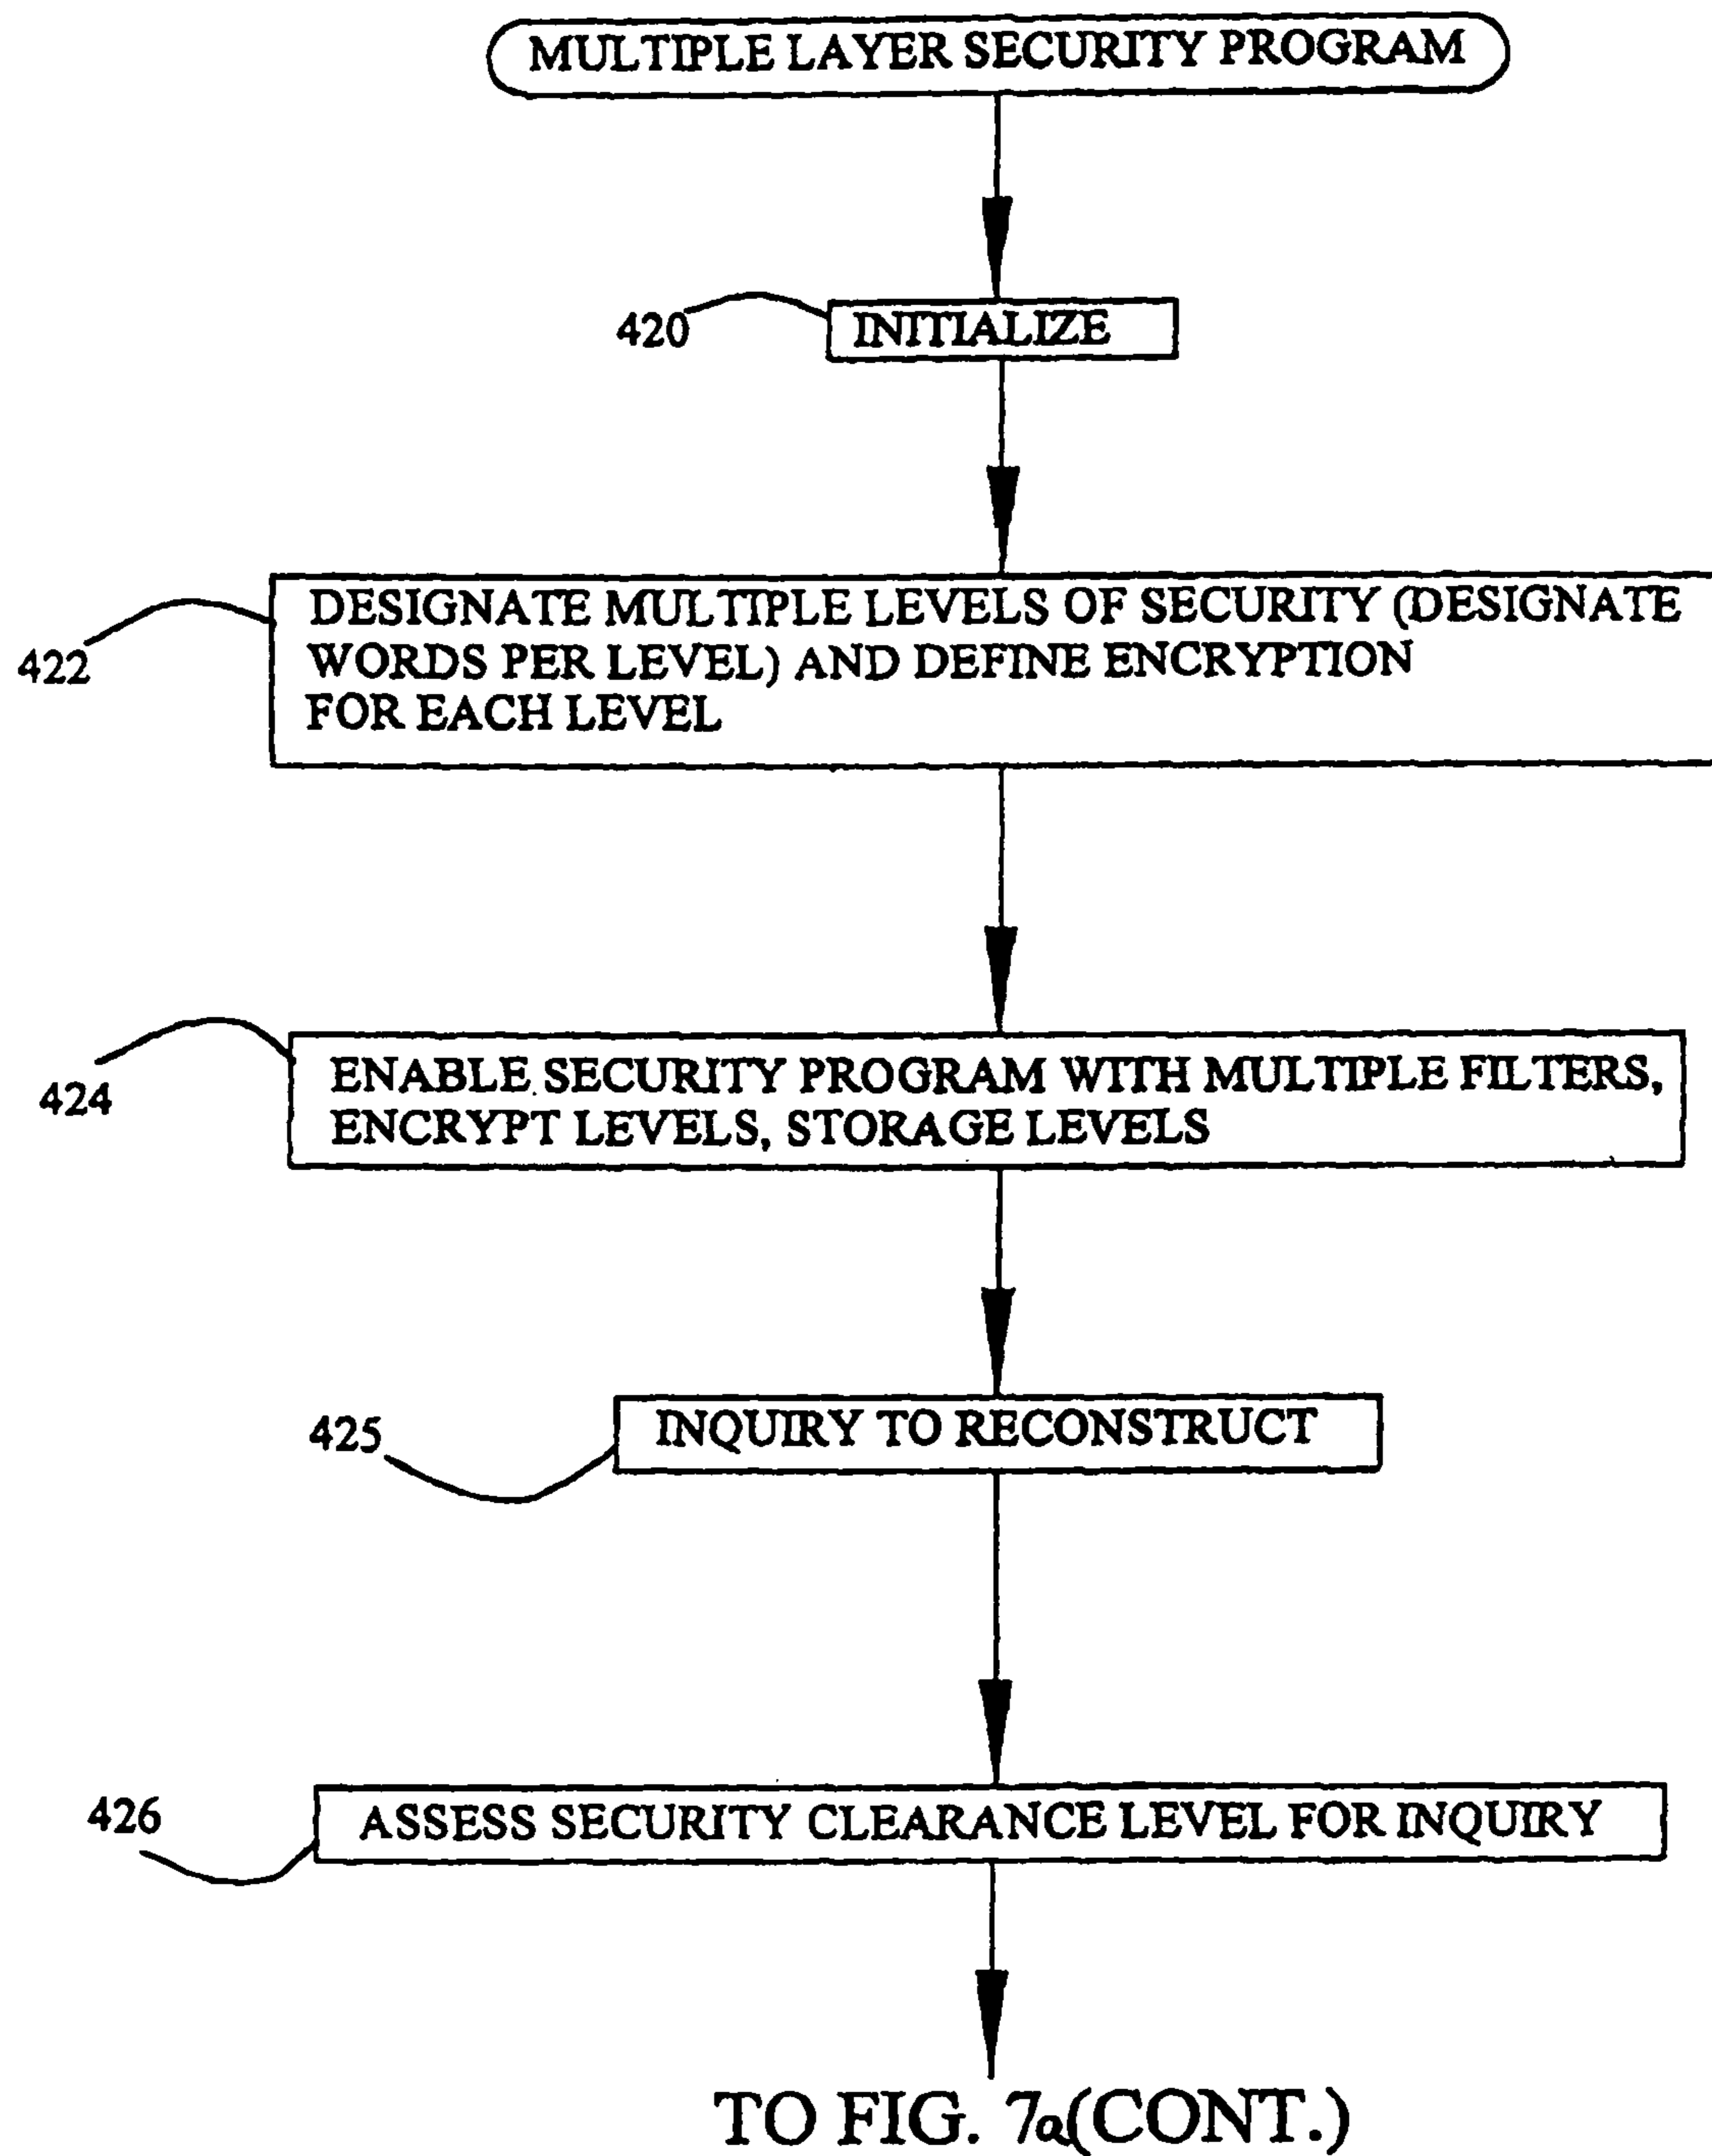 MULTIPLE LAYER SECURITY PROGRAM
420
INITIALIZE
422
DESIGNATE MULTIPLE LEVELS OF SECURITY (DESIGNATE
WORDS PER LEVEL) AND DEFINE ENCRYPTION
FOR EACH LEVEL
424
ENABLE SECURITY PROGRAM WITH MULTIPLE FILTERS,
ENCRYPT LEVELS, STORAGE LEVELS
425
INQUIRY TO RECONSTRUCT
426
ASSESS SECURITY CLEARANCE LEVEL FOR INQUIRY
TO FIG. 7a(CONT.)